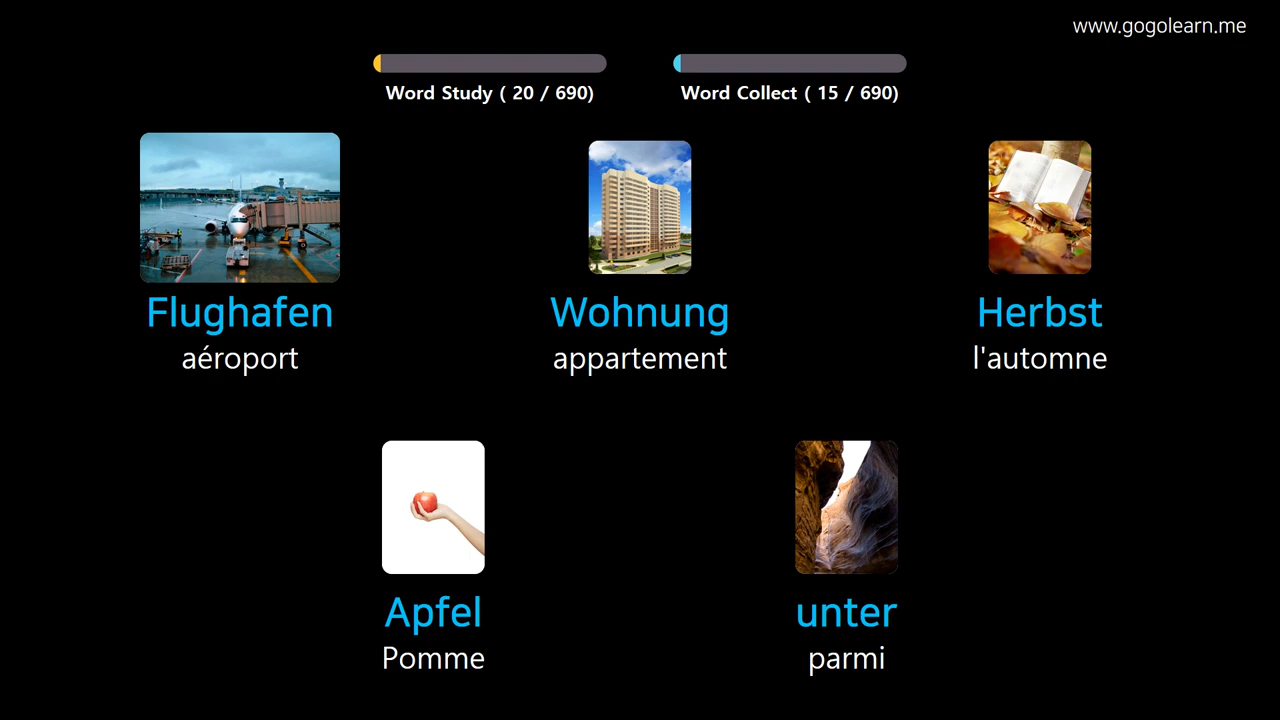 www.gogolearn.me
Word Study ( 20 / 690)
Word Collect ( 15 / 690)
Flughafen
aéroport
Wohnung
appartement
Herbst
l'automne
Apfel
Pomme
unter
parmi